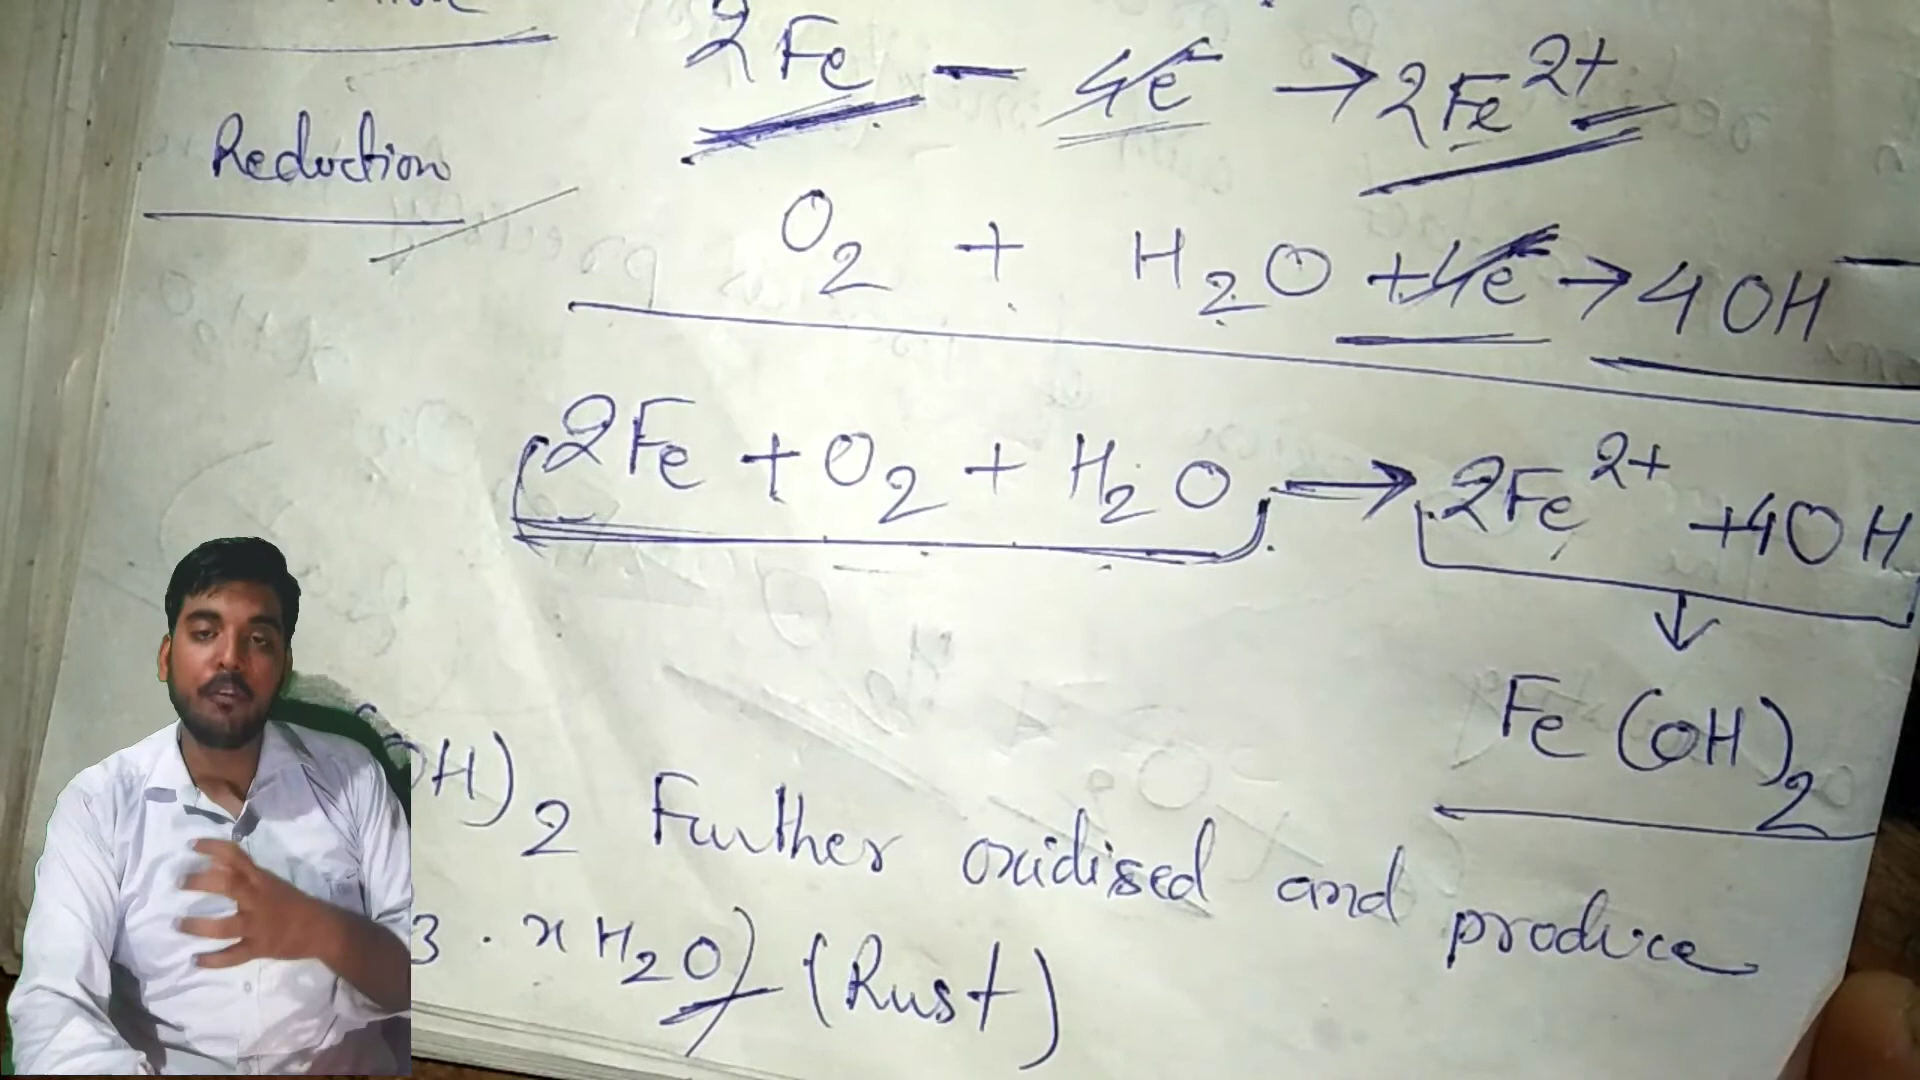 2Fe - 4e⁻ → 2Fe²⁺
Reduction
O₂ + H₂O + 4e⁻ → 4OH⁻
2Fe + O₂ + H₂O → 2Fe²⁺ + 4OH
↓
Fe(OH)₂
OH)₂ Further oxidised and produce
3 · xH₂O) (Rust)